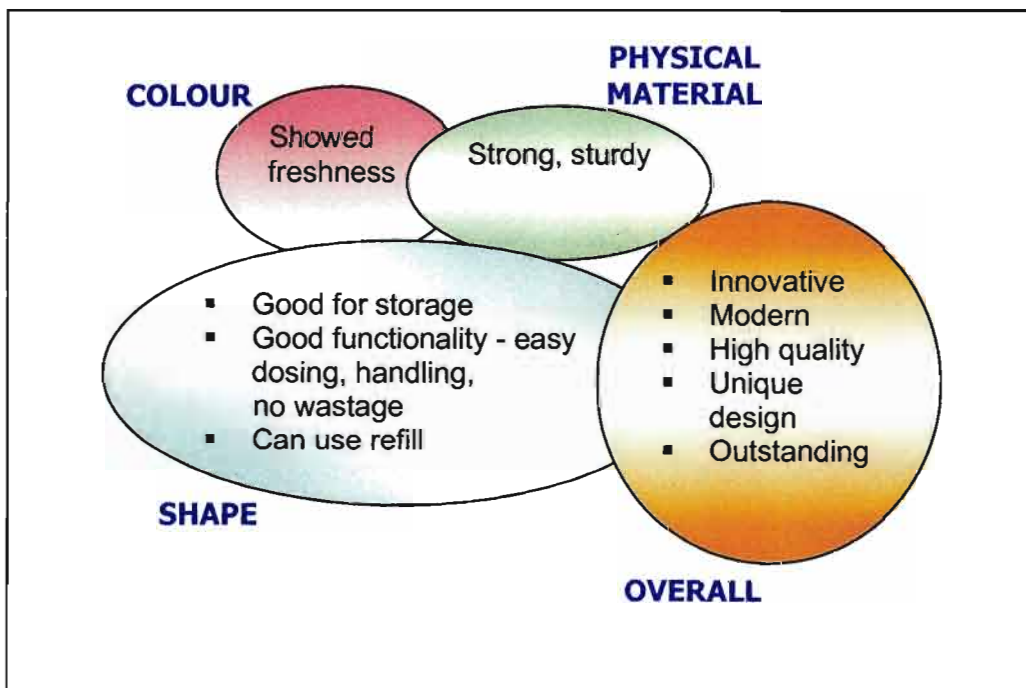 COLOUR
Showed
freshness
PHYSICAL
MATERIAL
Strong, sturdy
▪ Good for storage
▪ Good functionality - easy
dosing, handling,
no wastage
▪ Can use refill
SHAPE
▪ Innovative
▪ Modern
▪ High quality
▪ Unique
design
▪ Outstanding
OVERALL